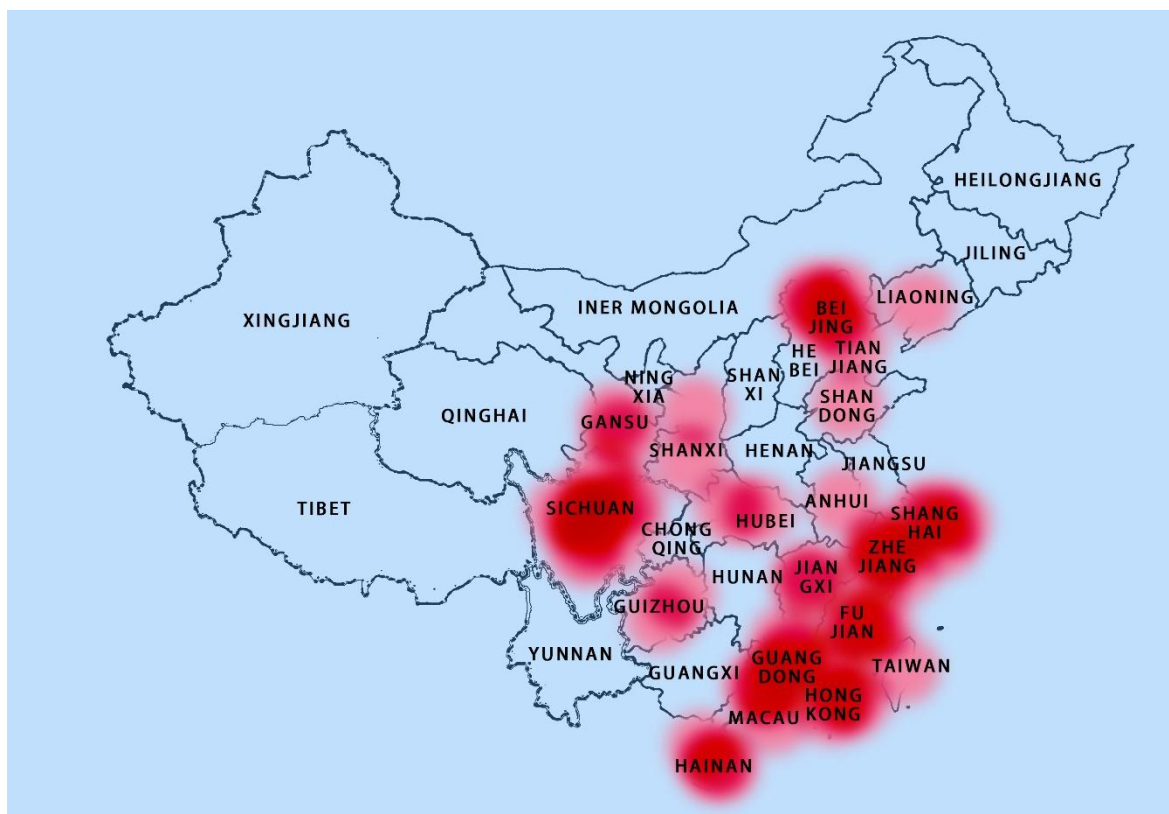 HEILONGJIANG
JILING
LIAONING
INER MONGOLIA
XINGJIANG
BEI
JING
TIAN
JIANG
HE
BEI
SHAN
XI
NING
XIA
SHAN
DONG
QINGHAI
GANSU
SHANXI
HENAN
JIANGSU
TIBET
SICHUAN
CHONG
QING
HUBEI
ANHUI
SHANG
HAI
ZHE
JIANG
HUNAN
JIAN
GXI
GUIZHOU
FU
JIAN
YUNNAN
GUANGXI
GUANG
DONG
TAIWAN
HONG
KONG
MACAU
HAINAN